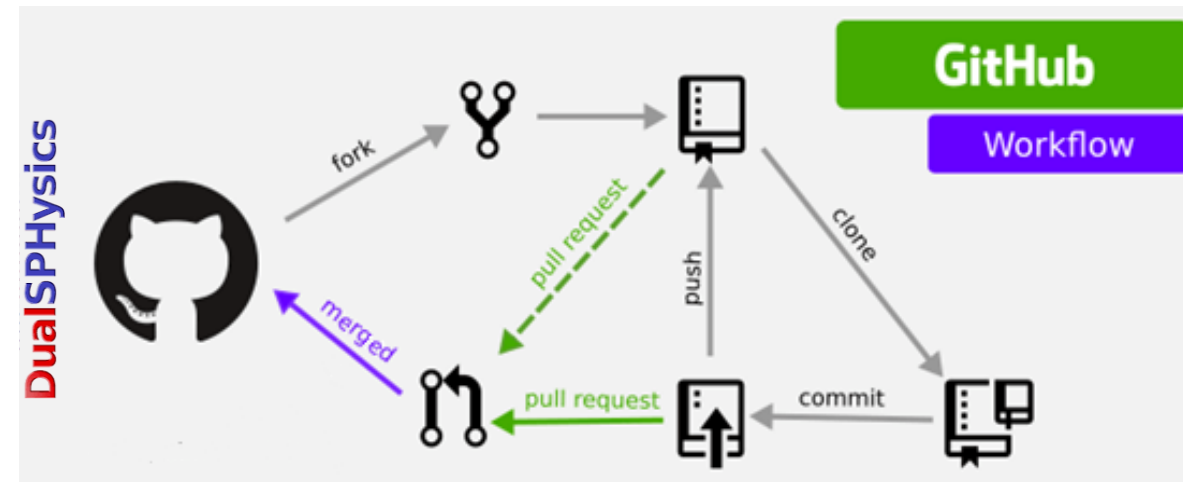 GitHub
Workflow
DualSPHysics
fork
pull request
clone
push
merged
pull request
commit